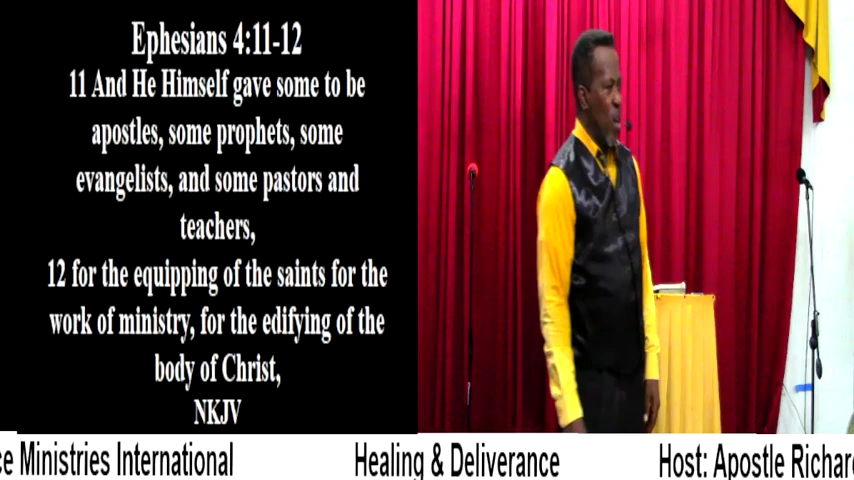 Ephesians 4:11-12
11 And He Himself gave some to be
apostles, some prophets, some
evangelists, and some pastors and
teachers,
12 for the equipping of the saints for the
work of ministry, for the edifying of the
body of Christ,
NKJV
Ministries International Healing & Deliverance Host: Apostle